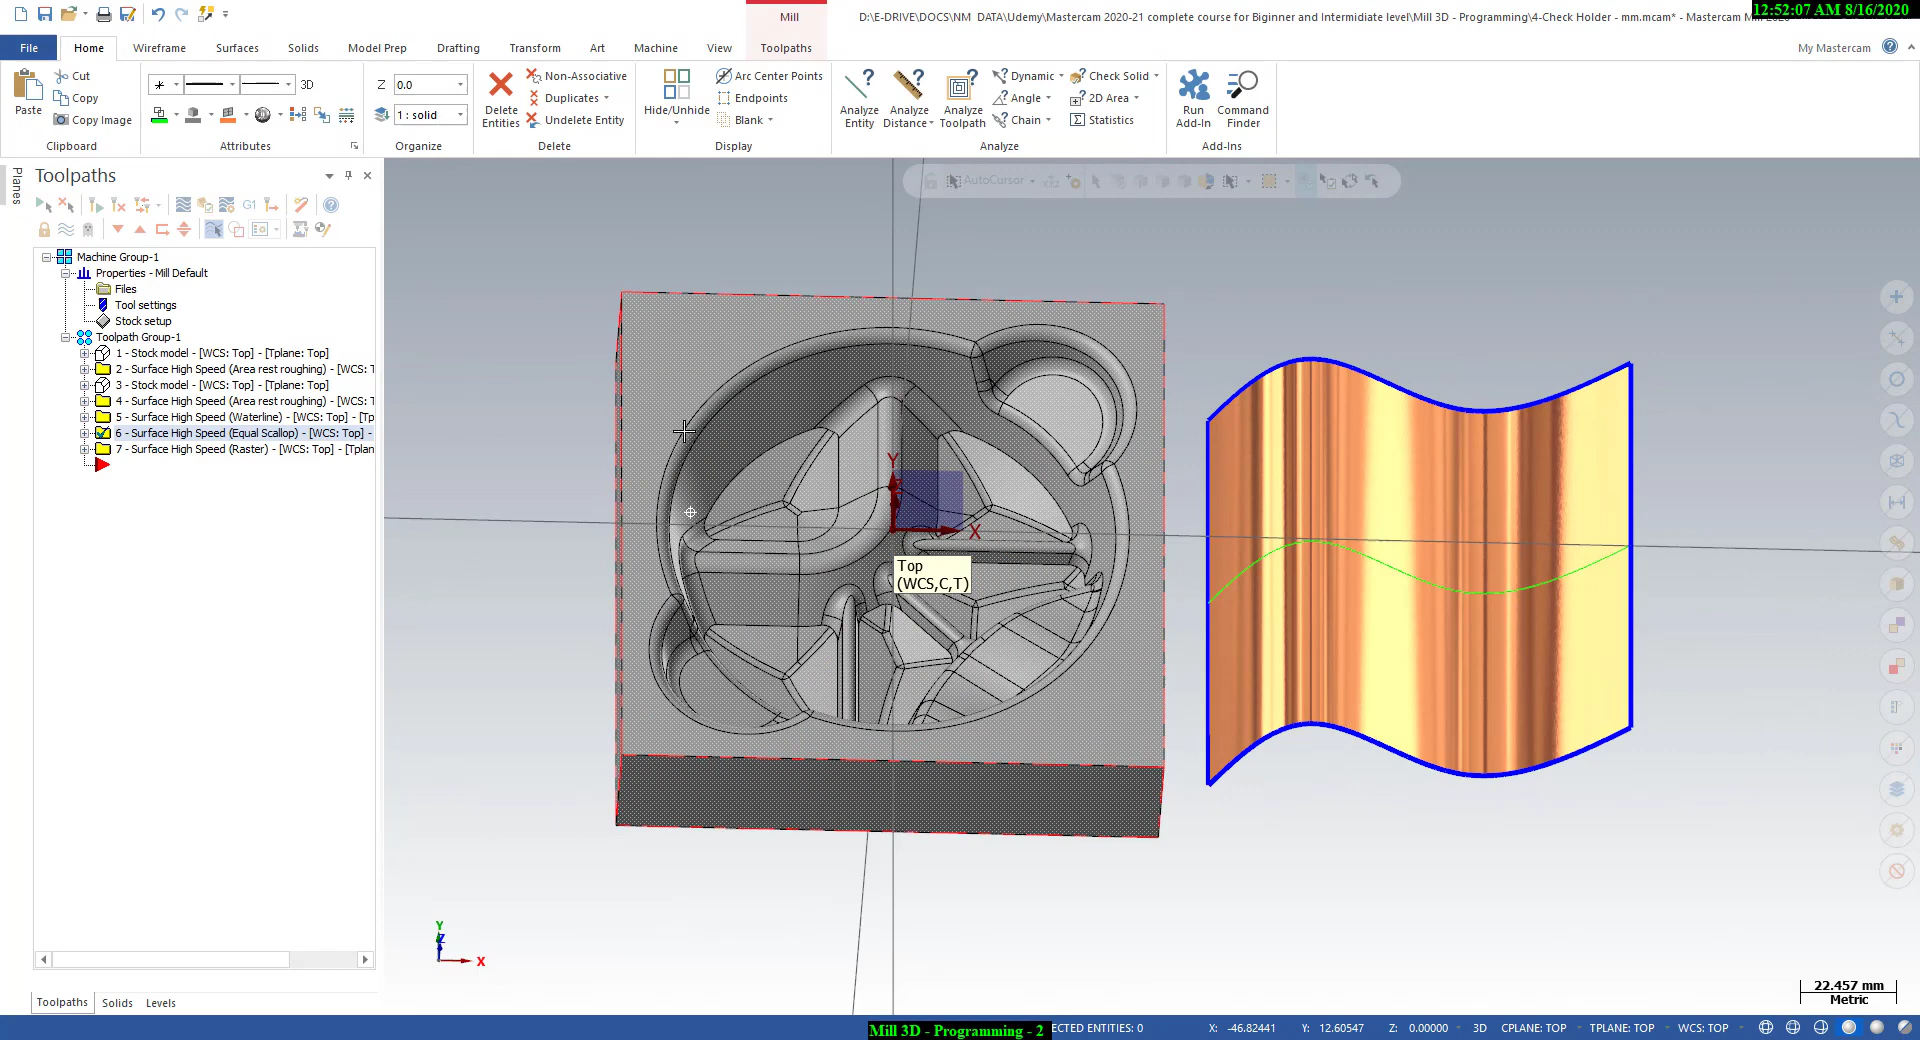 Mill
D:\E-DRIVE\DOCS\NM DATA\Udemy\Mastercam 2020-21 complete course for Biginner and Intermidiate level\Mill 3D - Programming\4-Check Holder - mm.mcam* - Mastercam
12:52:07 AM 8/16/2020
File
Home
Wireframe
Surfaces
Solids
Model Prep
Drafting
Transform
Art
Machine
View
Toolpaths
My Mastercam
Paste
Cut
Copy
Copy Image
Clipboard
3D
Attributes
Z 0.0
1 : solid
Organize
Delete Entities
Non-Associative
Duplicates
Undelete Entity
Delete
Hide/Unhide
Arc Center Points
Endpoints
Blank
Display
Analyze Entity
Analyze Distance
Analyze Toolpath
Dynamic
Angle
Chain
Check Solid
2D Area
Statistics
Analyze
Run Add-In
Command Finder
Add-Ins
Planes
Toolpaths
G1
Machine Group-1
Properties - Mill Default
Files
Tool settings
Stock setup
Toolpath Group-1
1 - Stock model - [WCS: Top] - [Tplane: Top]
2 - Surface High Speed (Area rest roughing) - [WCS: T
3 - Stock model - [WCS: Top] - [Tplane: Top]
4 - Surface High Speed (Area rest roughing) - [WCS: T
5 - Surface High Speed (Waterline) - [WCS: Top] - [Tp
6 - Surface High Speed (Equal Scallop) - [WCS: Top] -
7 - Surface High Speed (Raster) - [WCS: Top] - [Tplan
AutoCursor
Y
Z
X
Top
(WCS,C,T)
Y
Z
X
22.457 mm
Metric
Toolpaths
Solids
Levels
Mill 3D - Programming - 2
ECTED ENTITIES: 0
X: -46.82441
Y: 12.60547
Z: 0.00000
3D
CPLANE: TOP
TPLANE: TOP
WCS: TOP